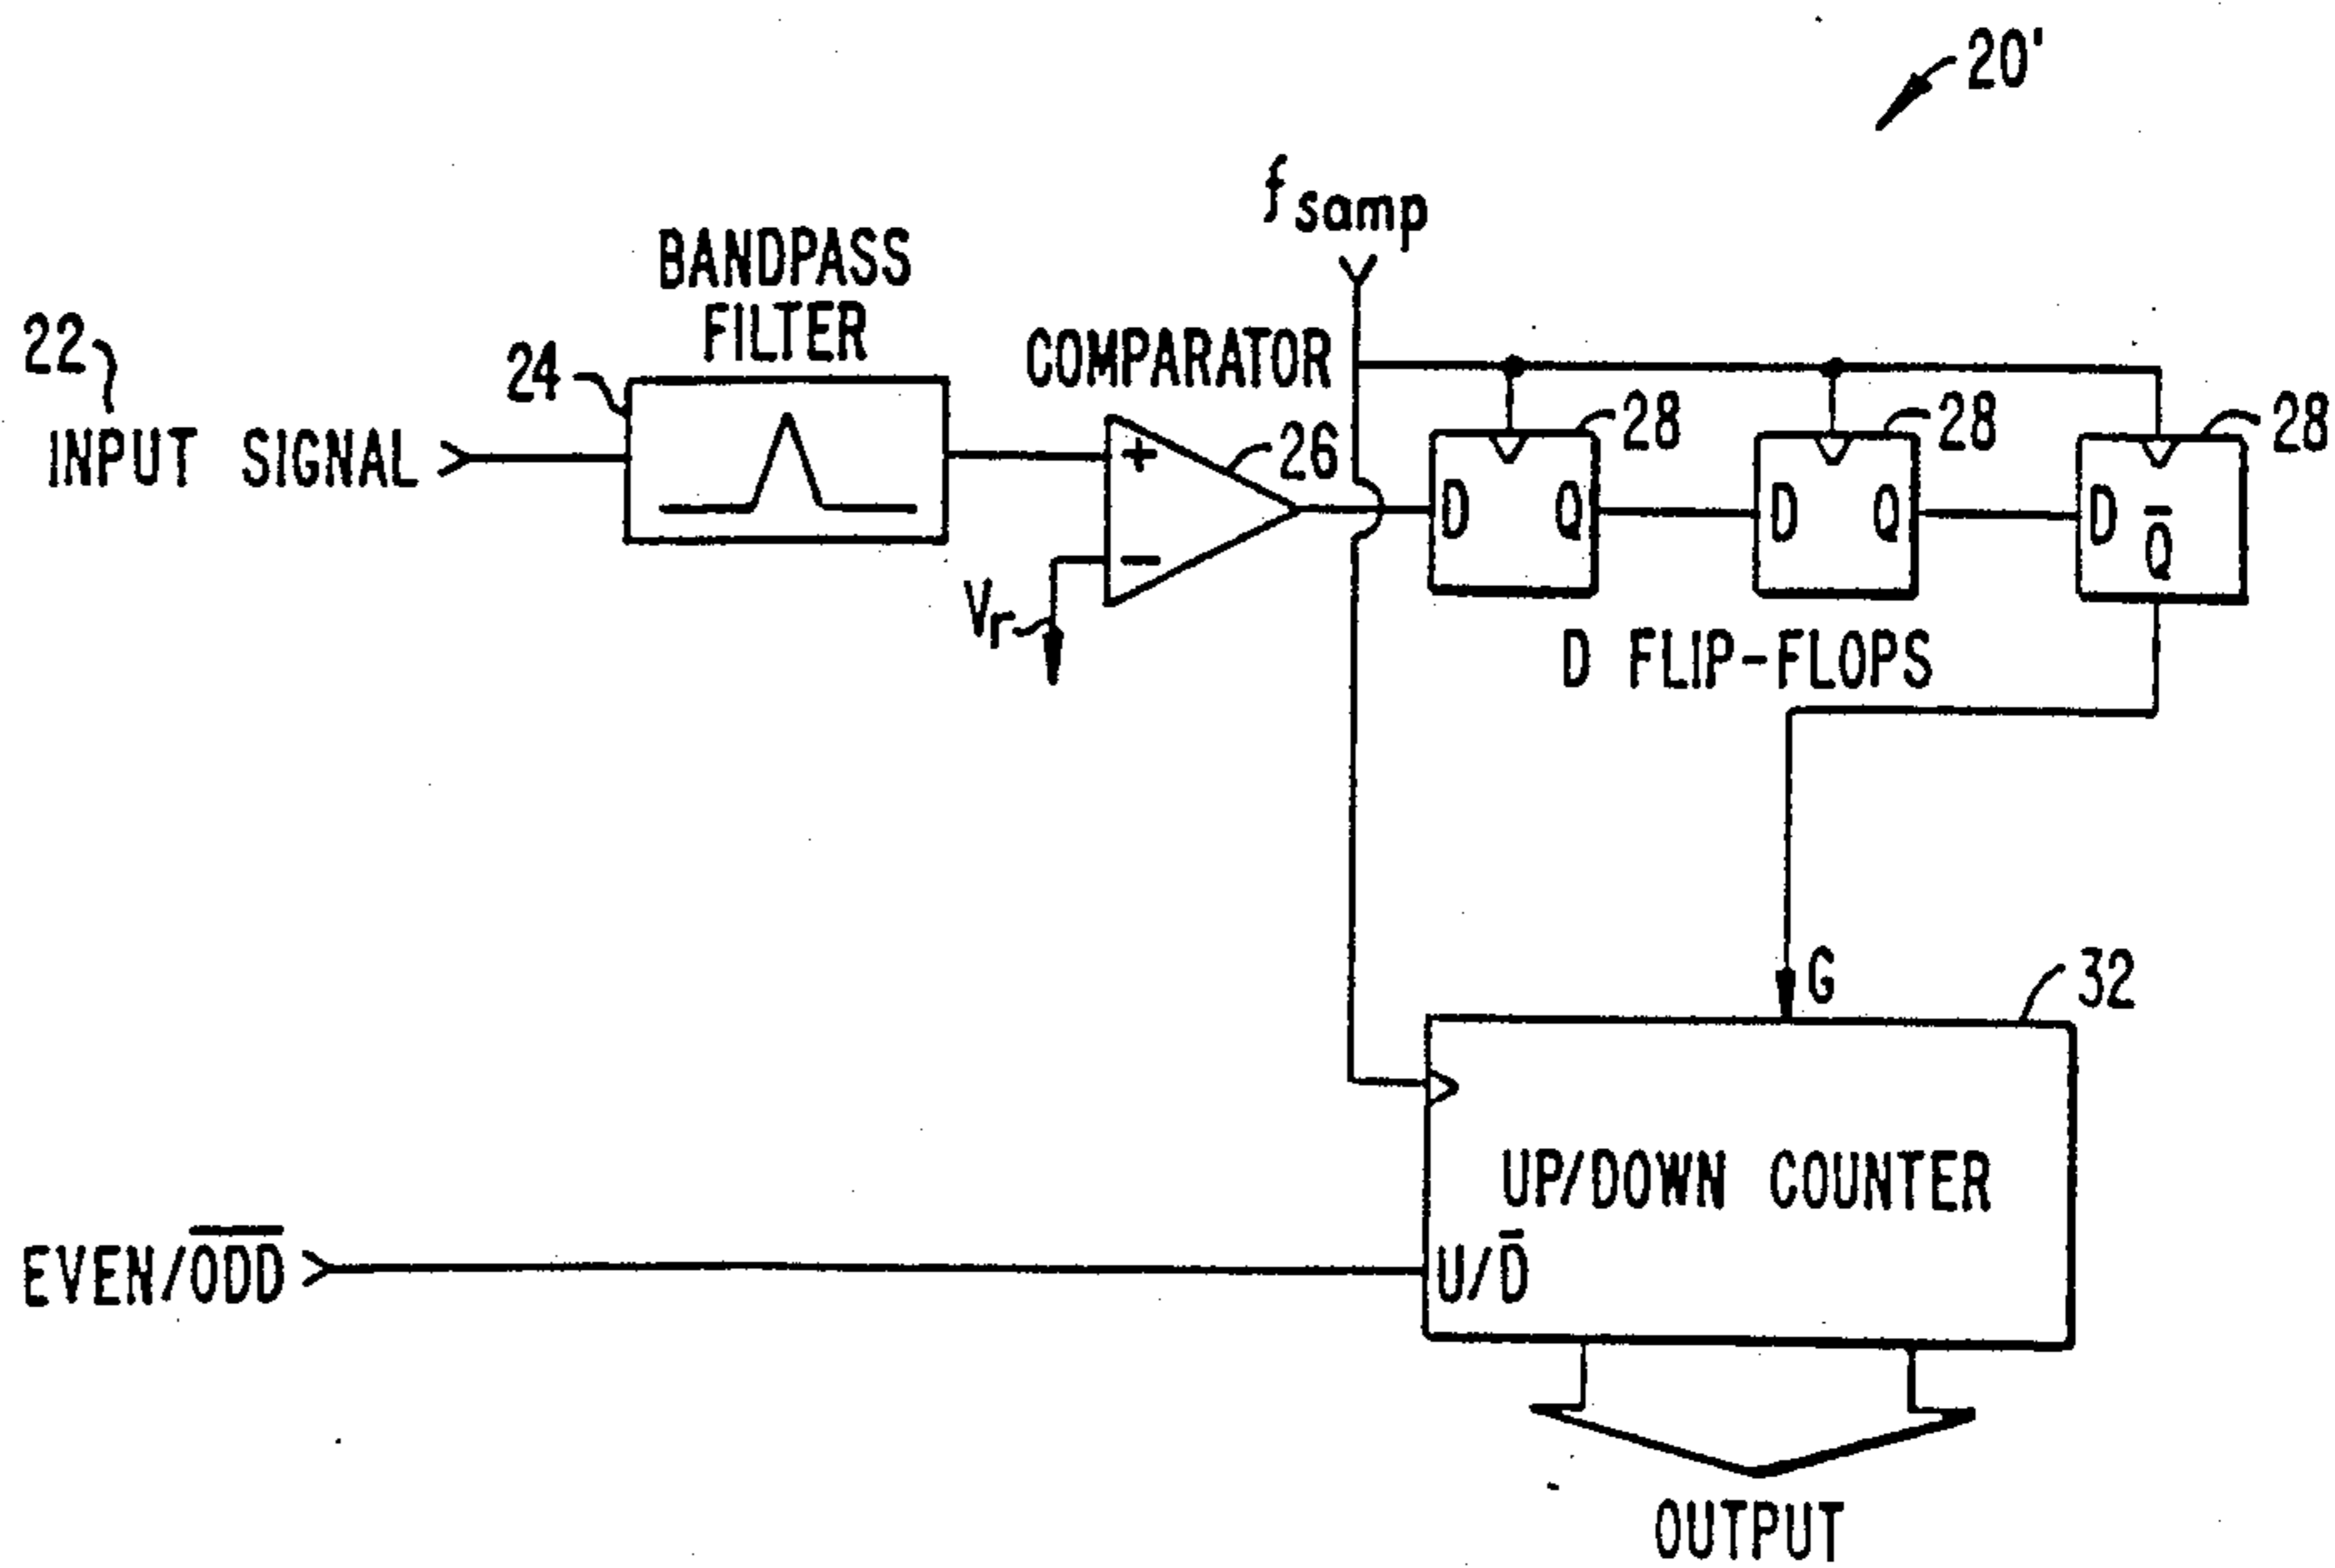 20'
f samp
BANDPASS
FILTER
22
24
COMPARATOR
INPUT SIGNAL
+
26
28
28
28
D Q
D Q
D Q̅
−
Vr
D FLIP-FLOPS
G
32
UP/DOWN COUNTER
EVEN/O̅D̅D̅
U/D̅
OUTPUT